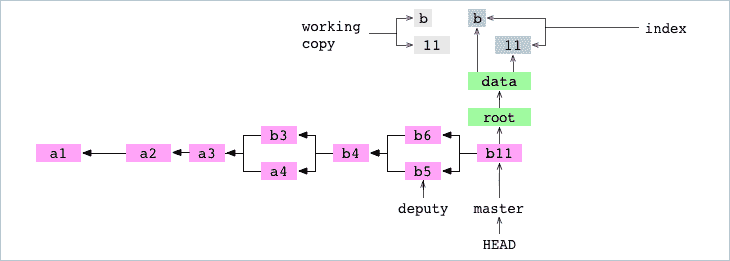 working
copy
b
11
b
11
index
data
root
a1
a2
a3
b3
a4
b4
b6
b5
b11
deputy
master
HEAD